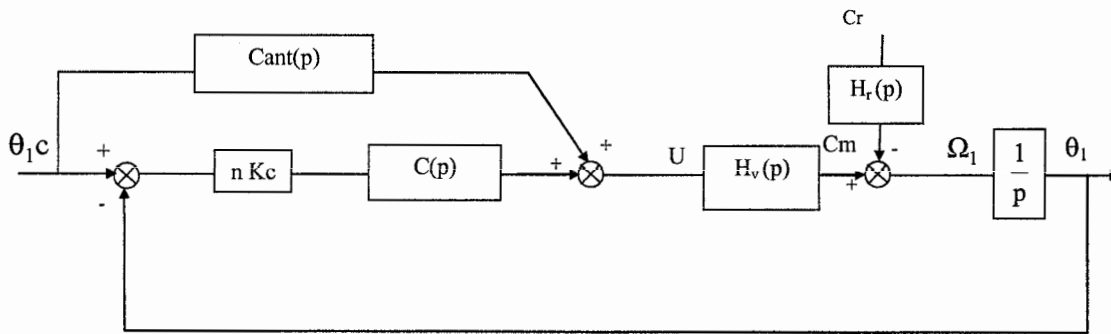 Cr
Cant(p)
H_r(p)
θ₁c
+
-
n Kc
C(p)
+
+
U
H_v(p)
Cm
+
-
Ω₁
1
p
θ₁